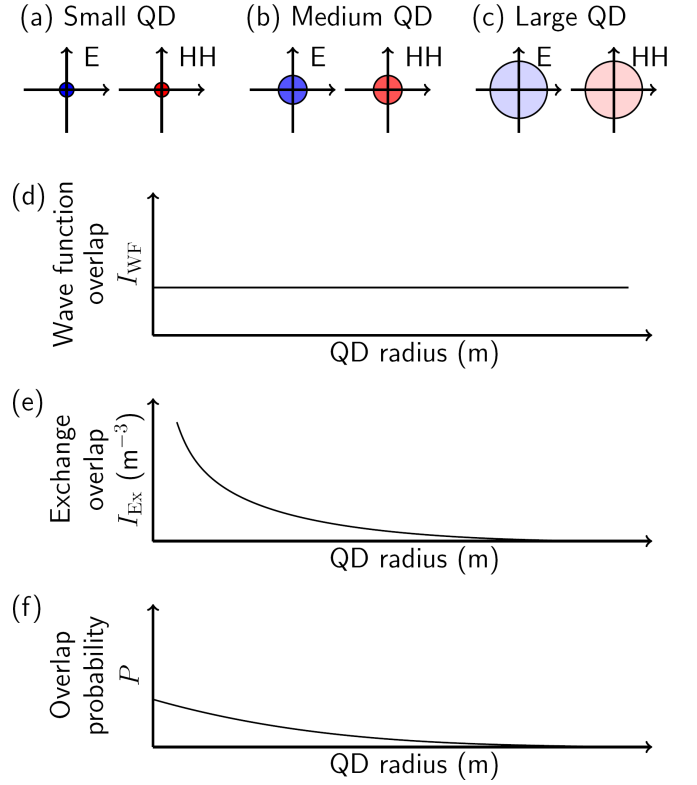 (a) Small QD
(b) Medium QD
(c) Large QD
E
HH
E
HH
E
HH
(d)
Wave function
overlap
I_WF
QD radius (m)
(e)
Exchange
overlap
I_Ex (m⁻³)
QD radius (m)
(f)
Overlap
probability
P
QD radius (m)